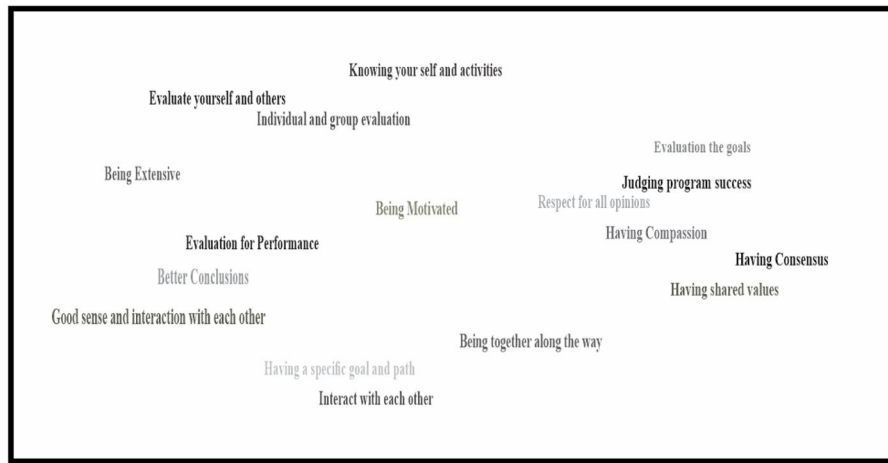 Knowing your self and activities
Evaluate yourself and others
Individual and group evaluation
Evaluation the goals
Being Extensive
Judging program success
Respect for all opinions
Being Motivated
Having Compassion
Evaluation for Performance
Having Consensus
Better Conclusions
Having shared values
Good sense and interaction with each other
Being together along the way
Having a specific goal and path
Interact with each other